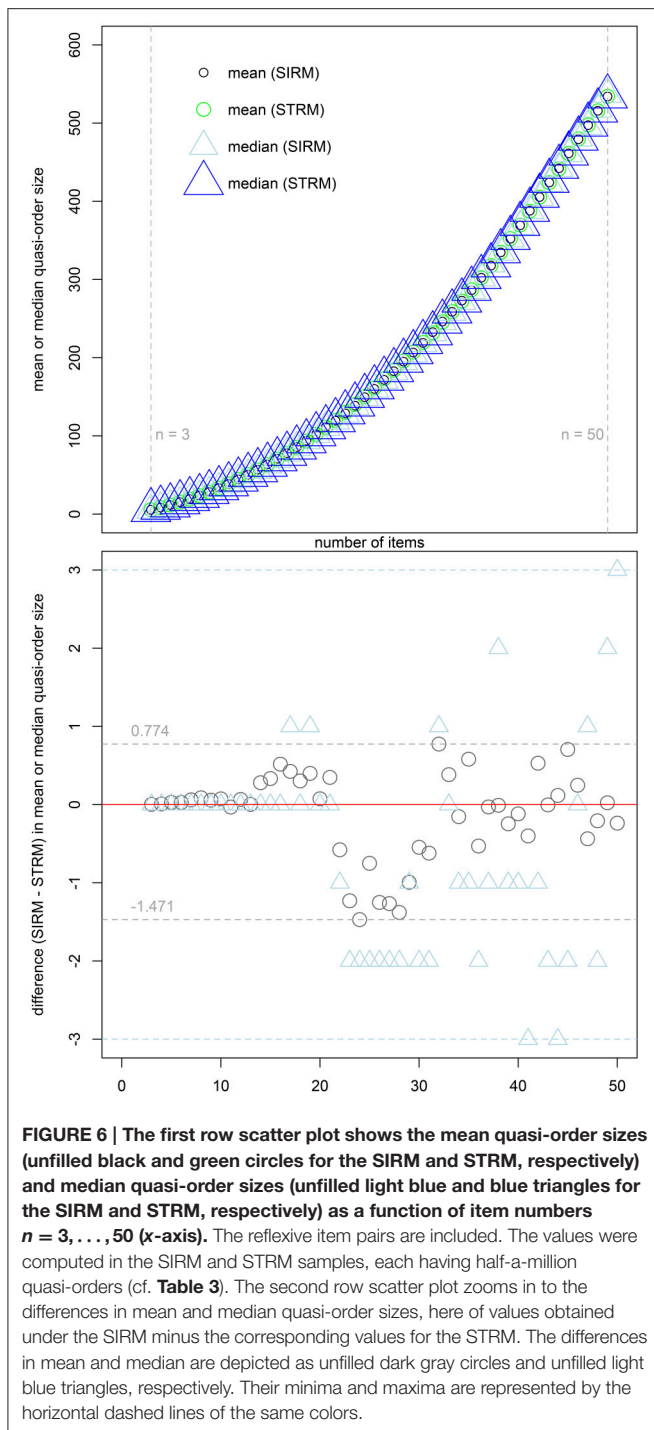 600
500
400
300
200
100
0
mean or median quasi-order size
mean (SIRM)
mean (STRM)
median (SIRM)
median (STRM)
n = 3
n = 50
number of items
3
2
1
0
-1
-2
-3
difference (SIRM - STRM) in mean or median quasi-order size
0.774
-1.471
0 10 20 30 40 50
FIGURE 6 | The first row scatter plot shows the mean quasi-order sizes
(unfilled black and green circles for the SIRM and STRM, respectively)
and median quasi-order sizes (unfilled light blue and blue triangles for
the SIRM and STRM, respectively) as a function of item numbers
n = 3, . . . , 50 (x-axis). The reflexive item pairs are included. The values were
computed in the SIRM and STRM samples, each having half-a-million
quasi-orders (cf. Table 3). The second row scatter plot zooms in to the
differences in mean and median quasi-order sizes, here of values obtained
under the SIRM minus the corresponding values for the STRM. The differences
in mean and median are depicted as unfilled dark gray circles and unfilled light
blue triangles, respectively. Their minima and maxima are represented by the
horizontal dashed lines of the same colors.